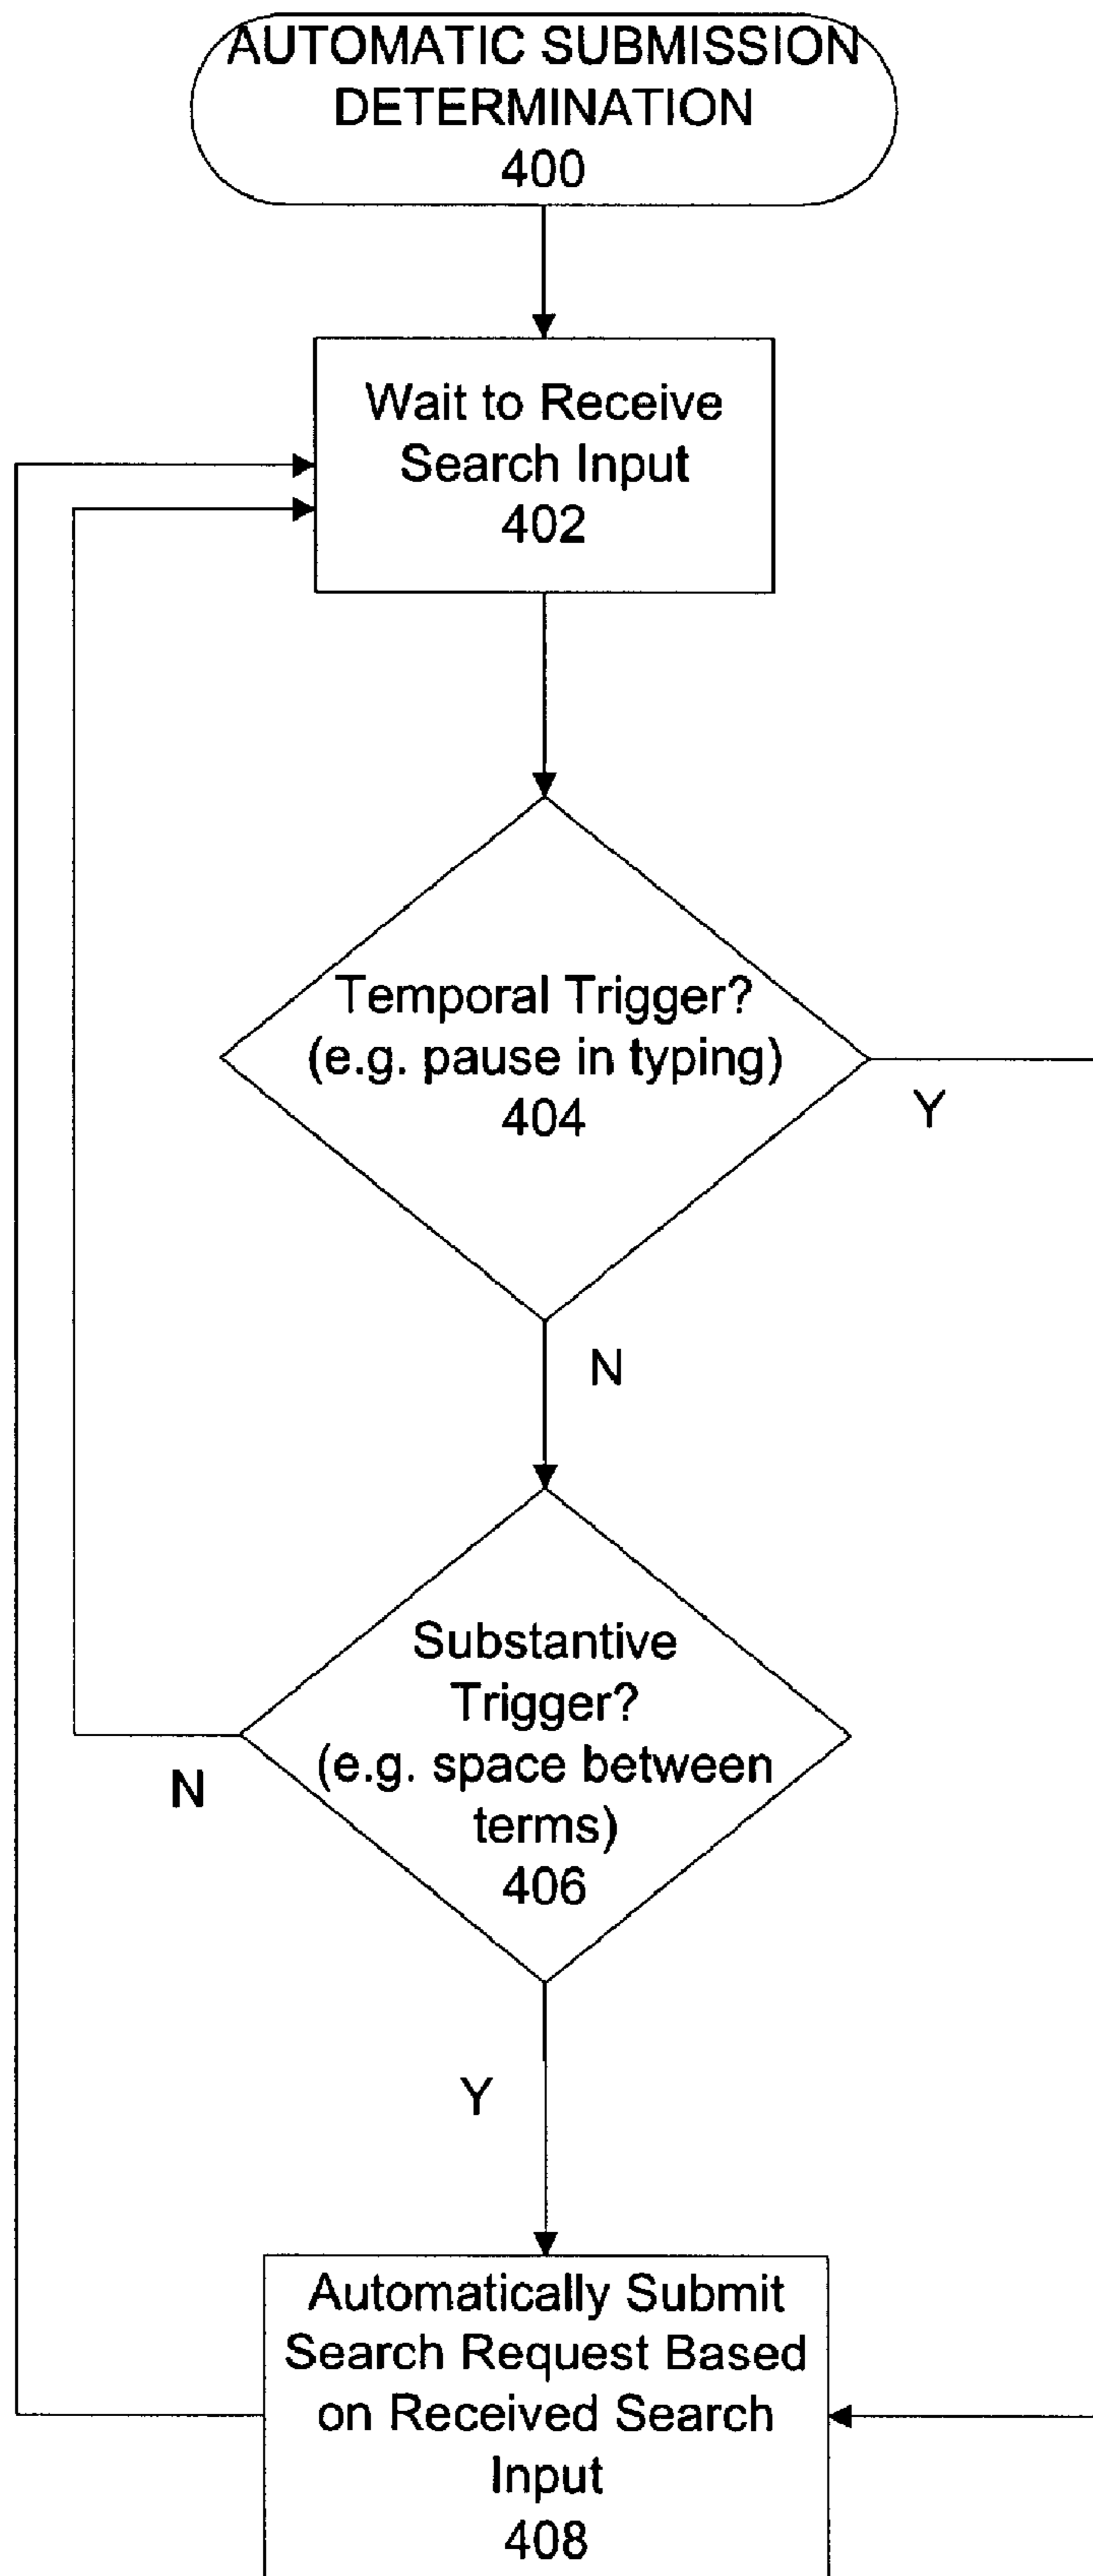 AUTOMATIC SUBMISSION
DETERMINATION
400
Wait to Receive
Search Input
402
Temporal Trigger?
(e.g. pause in typing)
404
Y
N
Substantive
Trigger?
(e.g. space between
terms)
406
N
Y
Automatically Submit
Search Request Based
on Received Search
Input
408